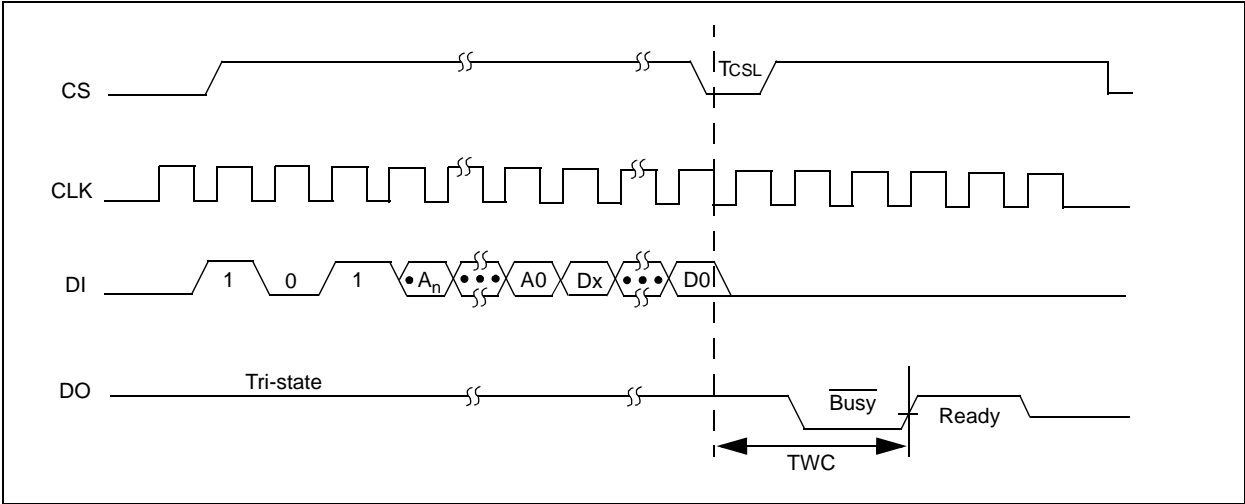 CS TCSL
CLK
DI 1 0 1 •An ••• A0 Dx ••• D0
DO Tri-state Busy Ready
TWC